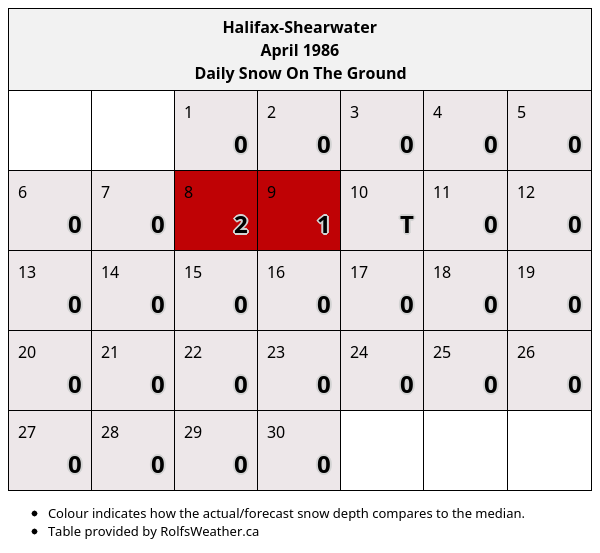 Halifax-Shearwater
April 1986
Daily Snow On The Ground
1 2 3 4 5
0 0 0 0 0
6 7 8 9 10 11 12
0 0 2 1 T 0 0
13 14 15 16 17 18 19
0 0 0 0 0 0 0
20 21 22 23 24 25 26
0 0 0 0 0 0 0
27 28 29 30
0 0 0 0
• Colour indicates how the actual/forecast snow depth compares to the median.
• Table provided by RolfsWeather.ca